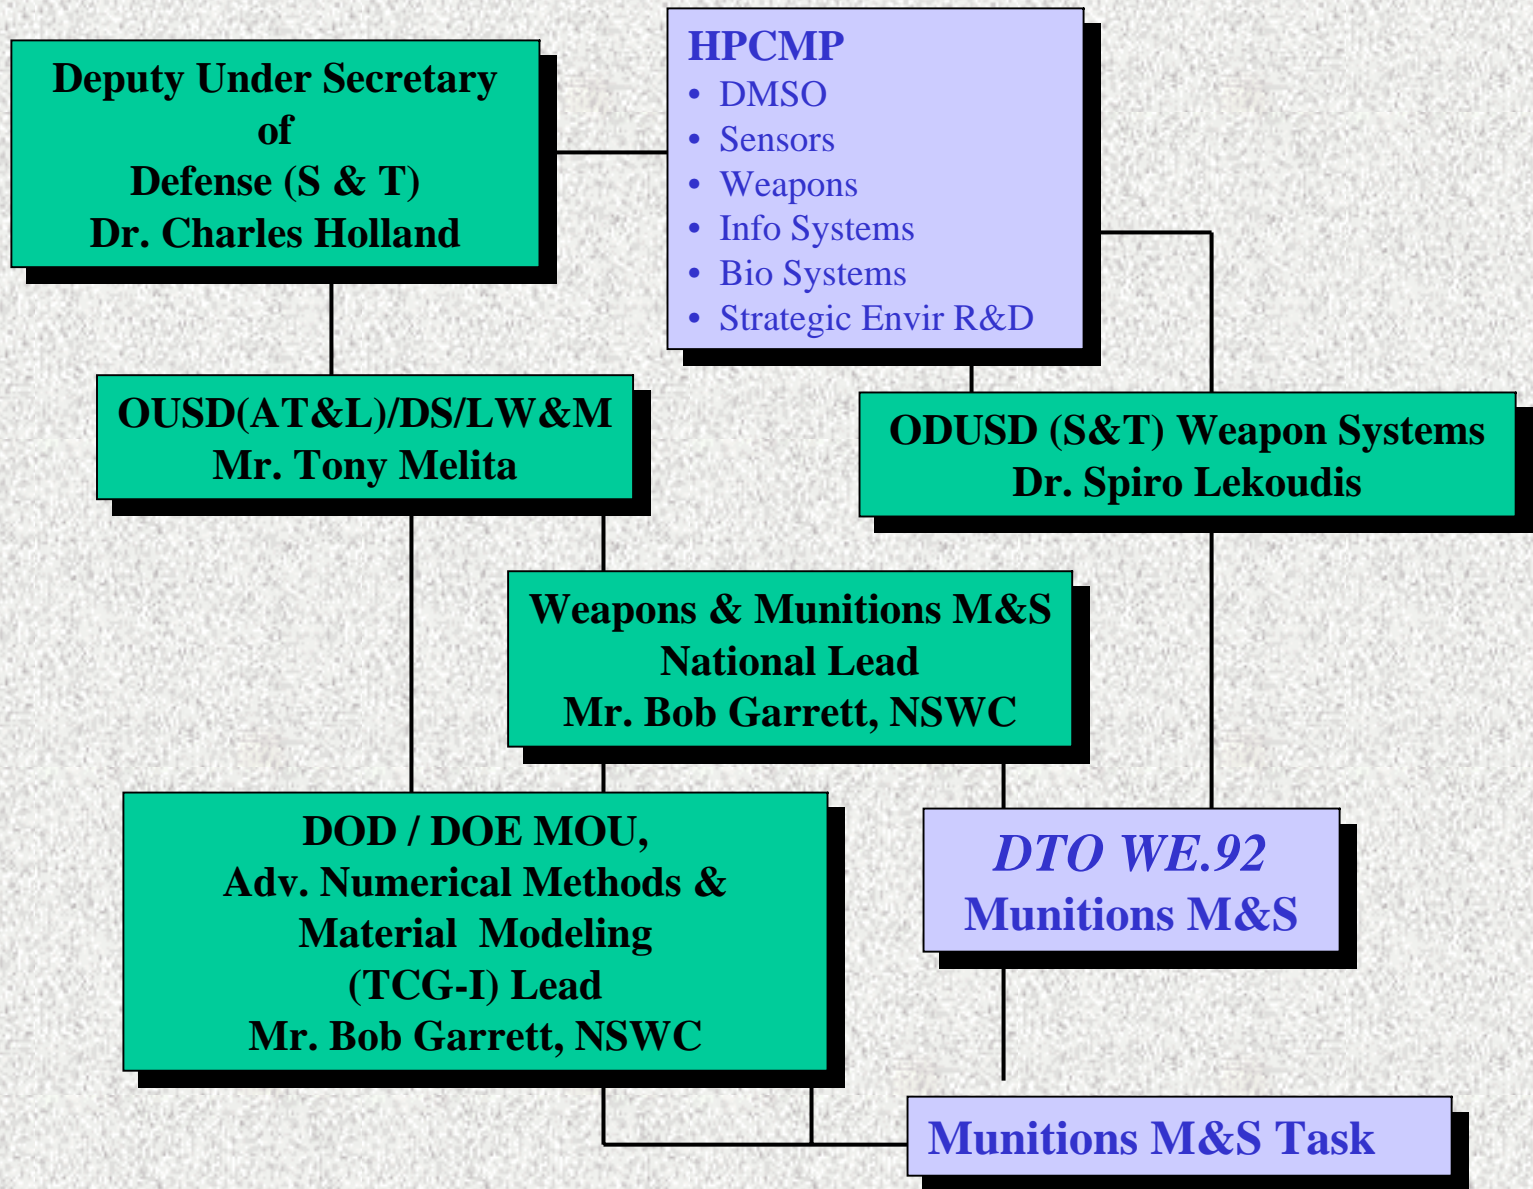 Deputy Under Secretary
of
Defense (S & T)
Dr. Charles Holland
HPCMP
• DMSO
• Sensors
• Weapons
• Info Systems
• Bio Systems
• Strategic Envir R&D
OUSD(AT&L)/DS/LW&M
Mr. Tony Melita
ODUSD (S&T) Weapon Systems
Dr. Spiro Lekoudis
Weapons & Munitions M&S
National Lead
Mr. Bob Garrett, NSWC
DOD / DOE MOU,
Adv. Numerical Methods &
Material Modeling
(TCG-I) Lead
Mr. Bob Garrett, NSWC
DTO WE.92
Munitions M&S
Munitions M&S Task